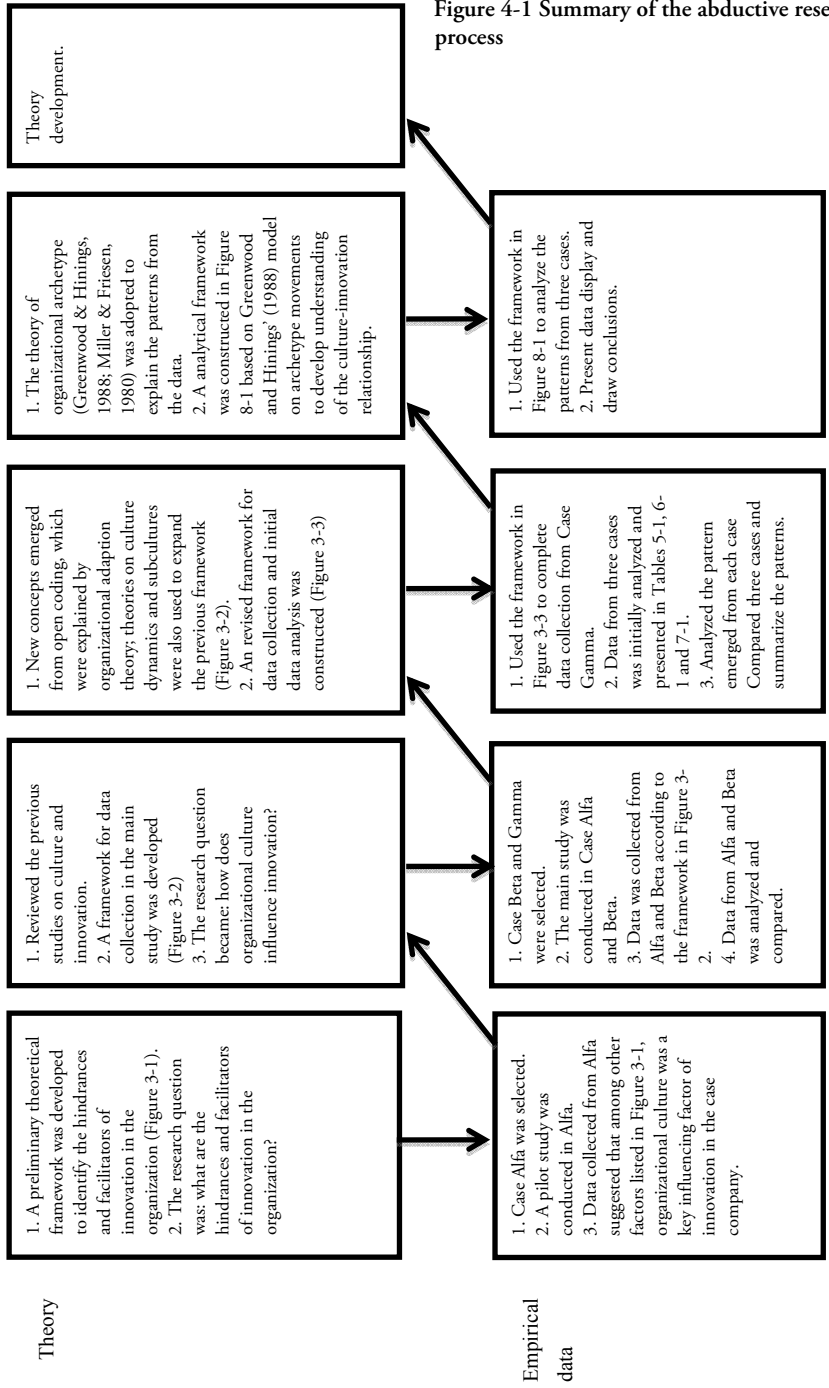 Figure 4-1 Summary of the abductive rese
process
Theory
1. A preliminary theoretical
framework was developed
to identify the hindrances
and facilitators of
innovation in the
organization (Figure 3-1).
2. The research question
was: what are the
hindrances and facilitators
of innovation in the
organization?
1. Reviewed the previous
studies on culture and
innovation.
2. A framework for data
collection in the main
study was developed
(Figure 3-2)
3. The research question
became: how does
organizational culture
influence innovation?
1. New concepts emerged
from open coding, which
were explained by
organizational adaption
theory; theories on culture
dynamics and subcultures
were also used to expand
the previous framework
(Figure 3-2).
2. An revised framework for
data collection and initial
data analysis was
constructed (Figure 3-3)
1. The theory of
organizational archetype
(Greenwood & Hinings,
1988; Miller & Friesen,
1980) was adopted to
explain the patterns from
the data.
2. A analytical framework
was constructed in Figure
8-1 based on Greenwood
and Hinings’ (1988) model
on archetype movements
to develop understanding
of the culture-innovation
relationship.
Theory
development.
Empirical
data
1. Case Alfa was selected.
2. A pilot study was
conducted in Alfa.
3. Data collected from Alfa
suggested that among other
factors listed in Figure 3-1,
organizational culture was a
key influencing factor of
innovation in the case
company.
1. Case Beta and Gamma
were selected.
2. The main study was
conducted in Case Alfa
and Beta.
3. Data was collected from
Alfa and Beta according to
the framework in Figure 3-
2.
4. Data from Alfa and Beta
was analyzed and
compared.
1. Used the framework in
Figure 3-3 to complete
data collection from Case
Gamma.
2. Data from three cases
was initially analyzed and
presented in Tables 5-1, 6-
1 and 7-1.
3. Analyzed the pattern
emerged from each case
Compared three cases and
summarize the patterns.
1. Used the framework in
Figure 8-1 to analyze the
patterns from three cases.
2. Present data display and
draw conclusions.